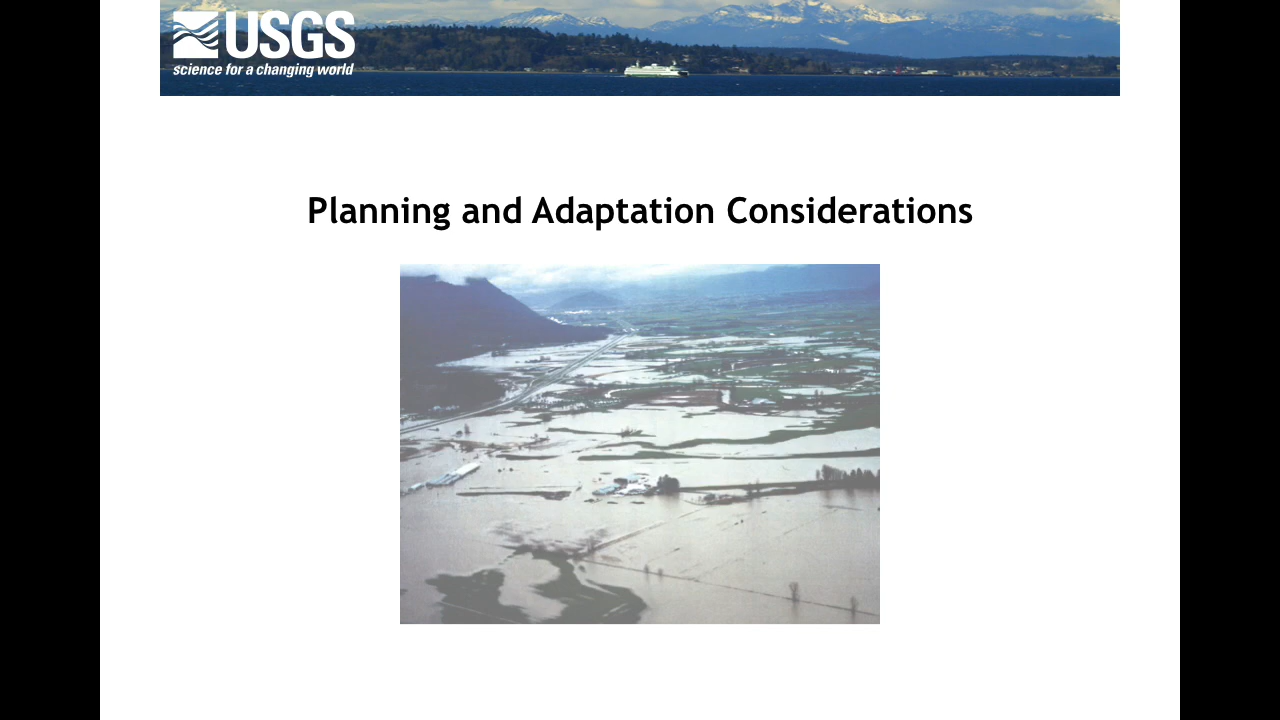 USGS
science for a changing world
Planning and Adaptation Considerations